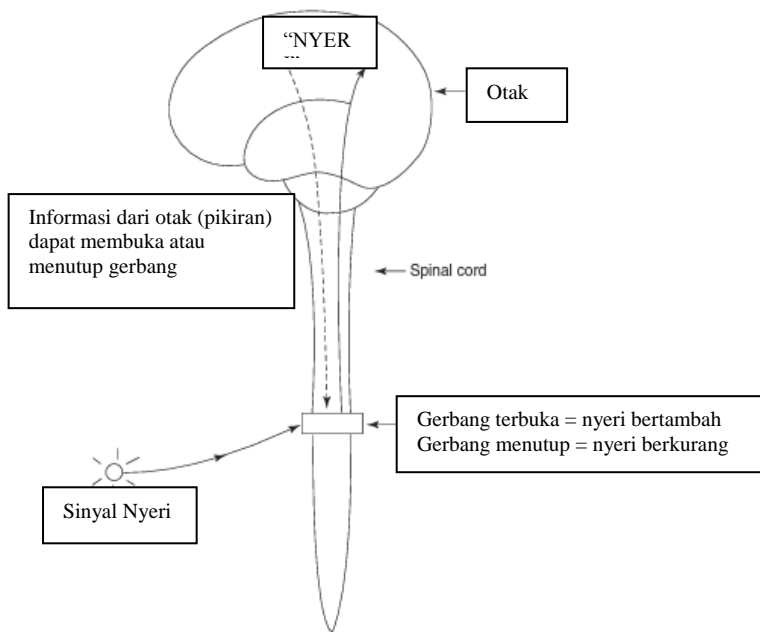 “NYER
Otak
Informasi dari otak (pikiran)
dapat membuka atau
menutup gerbang
Spinal cord
Gerbang terbuka = nyeri bertambah
Gerbang menutup = nyeri berkurang
Sinyal Nyeri